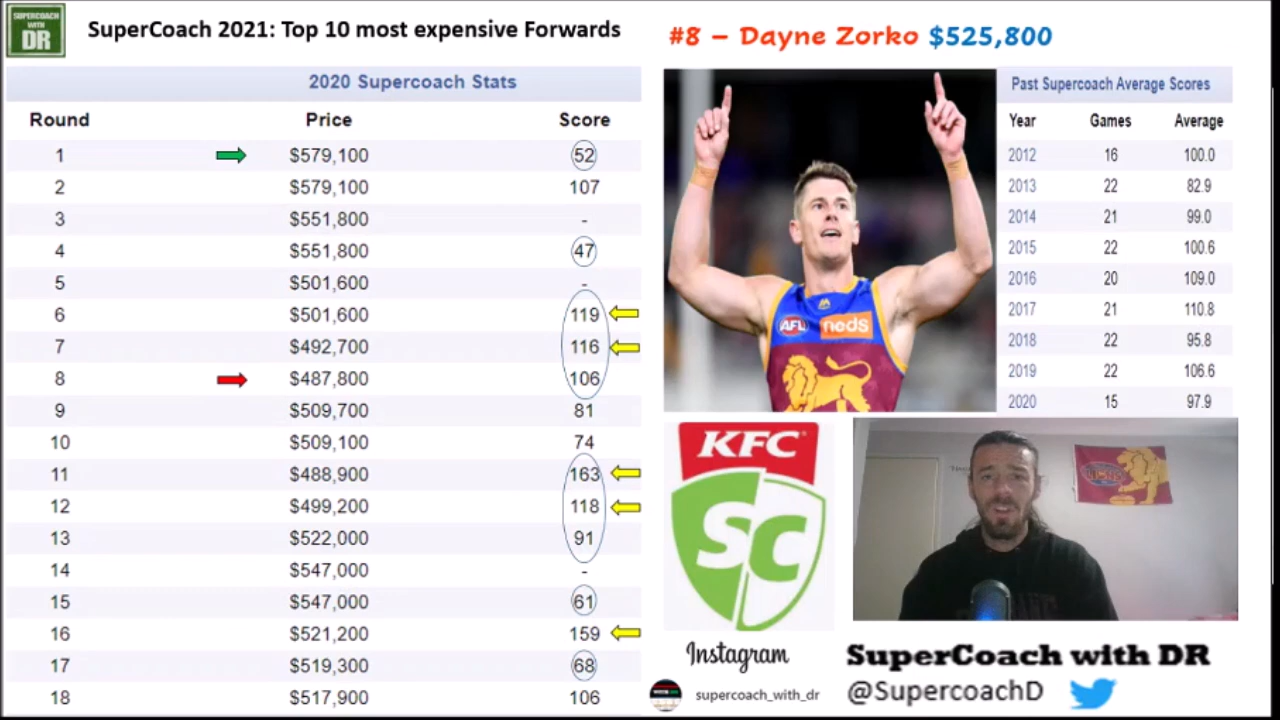 SUPERCOACH
WITH
DR
SuperCoach 2021: Top 10 most expensive Forwards
#8 – Dayne Zorko $525,800
2020 Supercoach Stats
Round Price Score
1 $579,100 52
2 $579,100 107
3 $551,800 -
4 $551,800 47
5 $501,600 -
6 $501,600 119
7 $492,700 116
8 $487,800 106
9 $509,700 81
10 $509,100 74
11 $488,900 163
12 $499,200 118
13 $522,000 91
14 $547,000 -
15 $547,000 61
16 $521,200 159
17 $519,300 68
18 $517,900 106
AFL neds
Past Supercoach Average Scores
Year Games Average
2012 16 100.0
2013 22 82.9
2014 21 99.0
2015 22 100.6
2016 20 109.0
2017 21 110.8
2018 22 95.8
2019 22 106.6
2020 15 97.9
KFC
SC
LIONS
Instagram
supercoach_with_dr
SuperCoach with DR
@SupercoachD